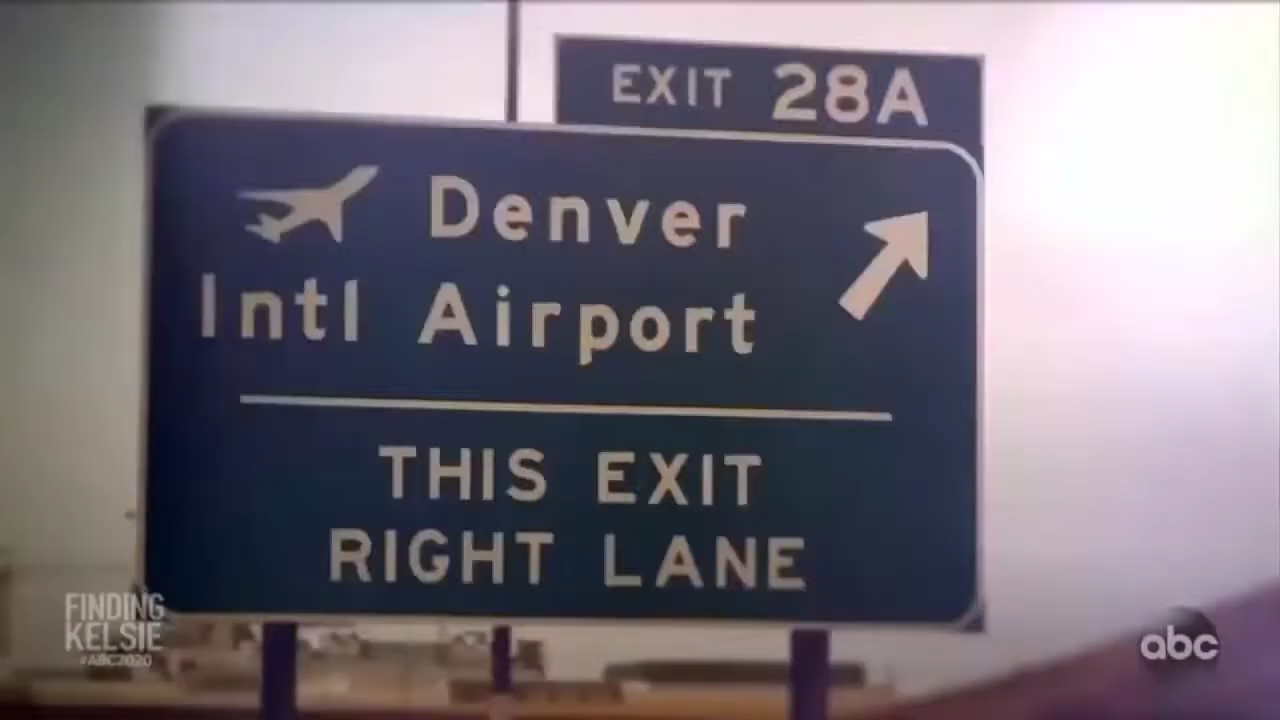 EXIT 28A
Denver
Intl Airport
THIS EXIT
RIGHT LANE
FINDING
KELSIE
#ABC2020
abc